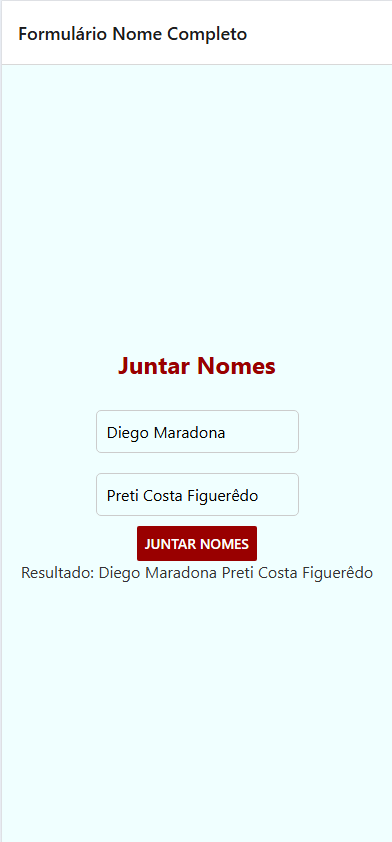 Formulário Nome Completo
Juntar Nomes
Diego Maradona
Preti Costa Figuerêdo
JUNTAR NOMES
Resultado: Diego Maradona Preti Costa Figuerêdo